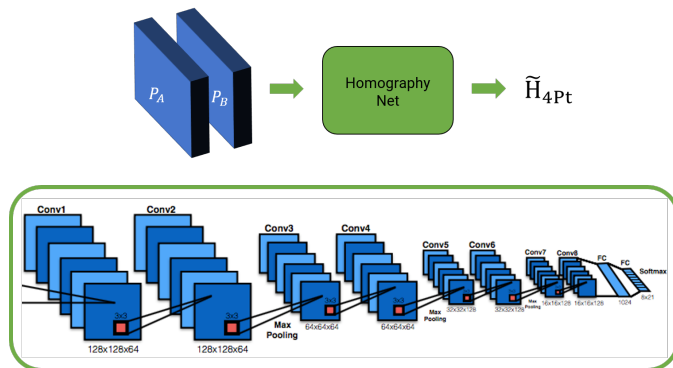 P_A
P_B
Homography
Net
H̃_4Pt
Conv1
Conv2
Conv3
Conv4
Conv5
Conv6
Conv7
Conv8
FC
FC
Softmax
3x3
3x3
3x3
3x3
128x128x64
128x128x64
Max
Pooling
64x64x64
64x64x64
Max
Pooling
32x32x128
32x32x128
Max
Pooling
16x16x128
16x16x128
1024
8x21